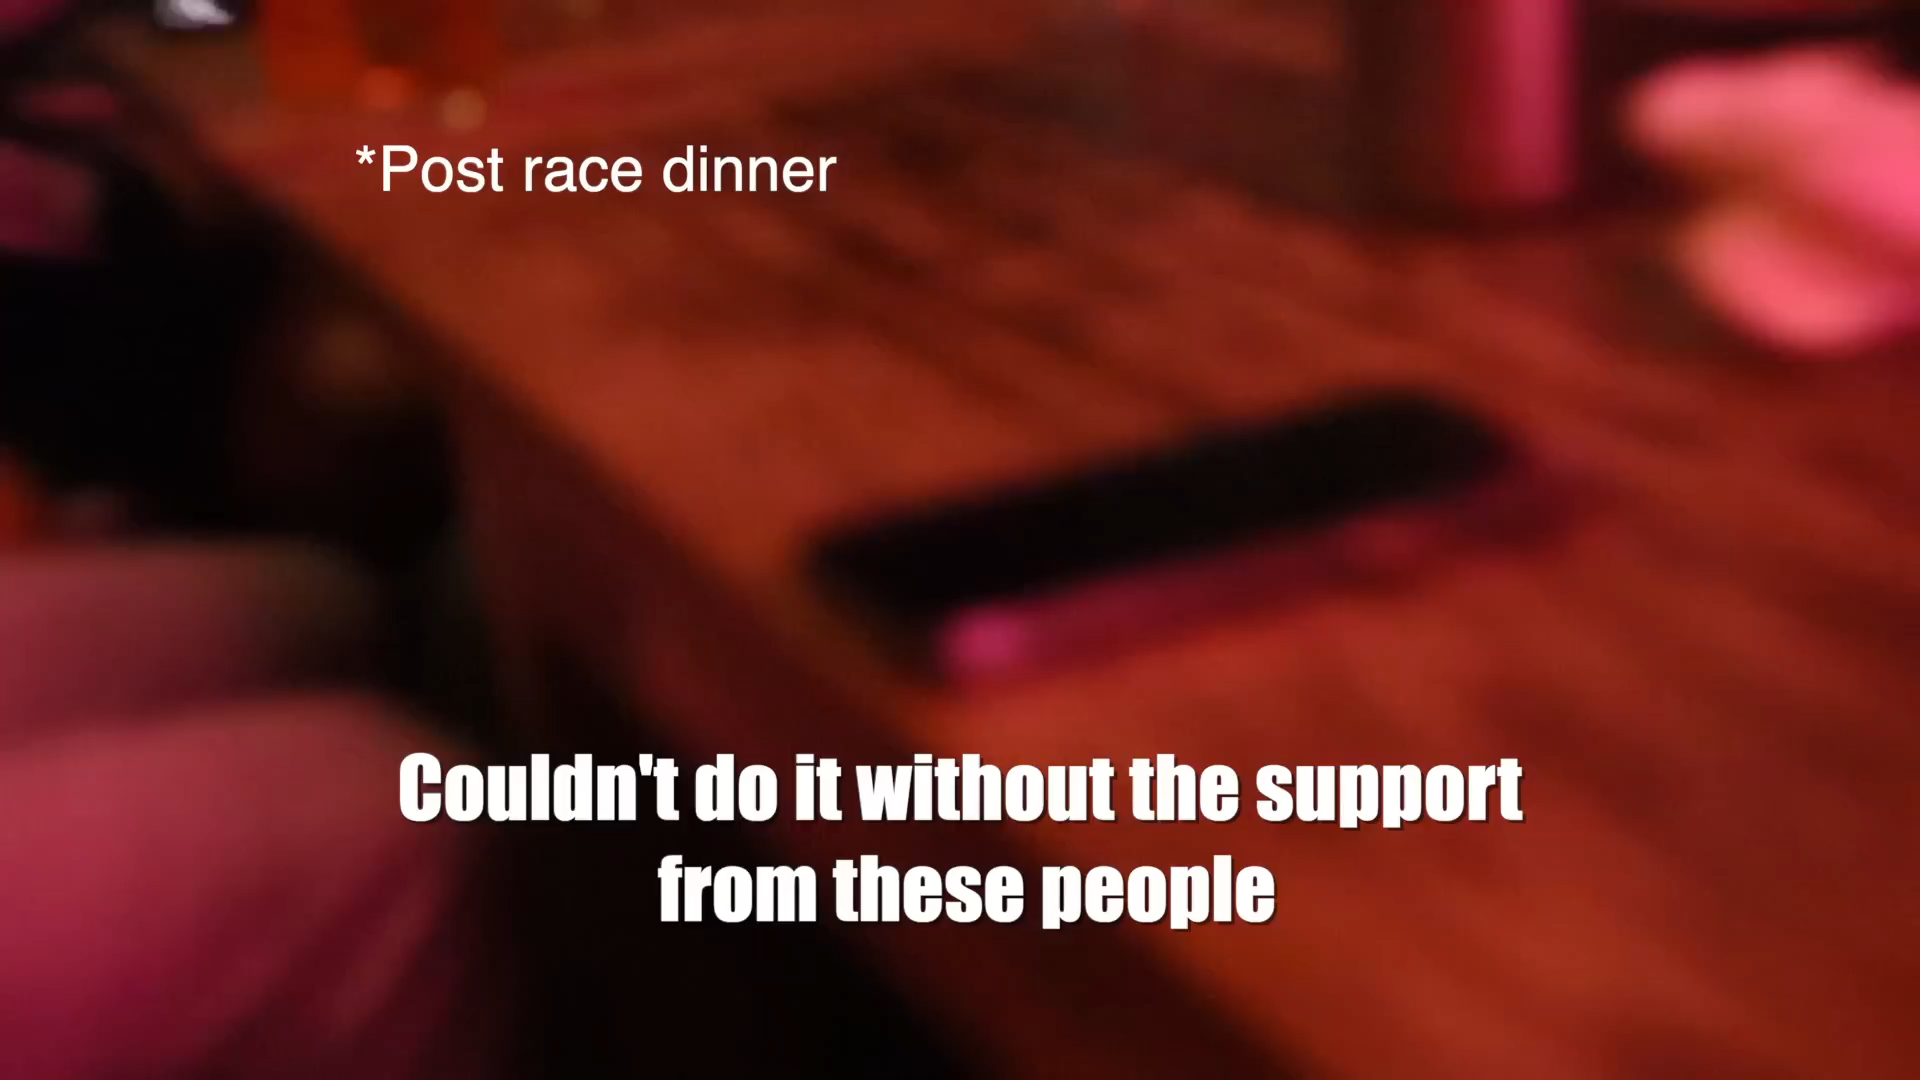 *Post race dinner
Couldn't do it without the support
from these people